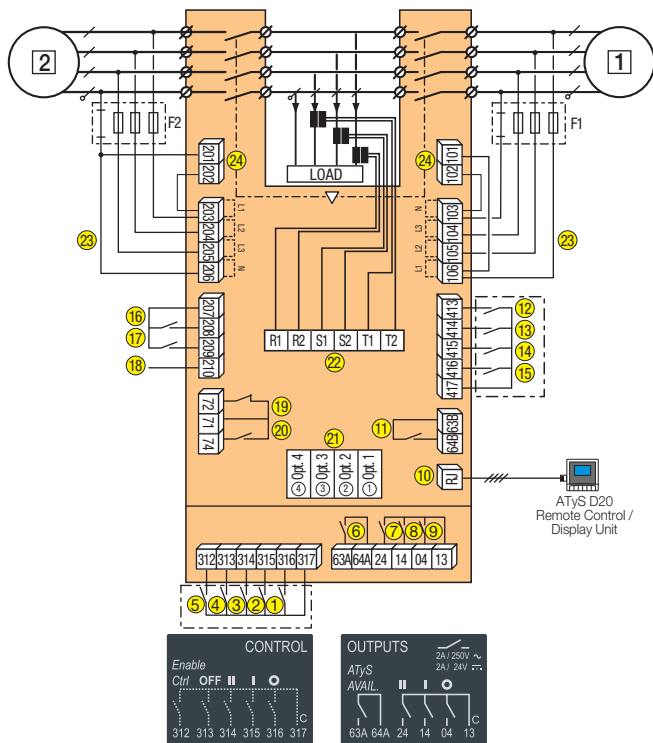 2
1
F2
F1
201
202
24
24
101
102
LOAD
203
204
205
206
L1
L2
L3
N
N
L3
L2
L1
103
104
105
106
23
23
16
17
18
207
208
209
210
R1 R2 S1 S2 T1 T2
22
413
414
415
416
417
12
13
14
15
72
71
74
19
20
21
11
63B
64B
4 Opt. 4
3 Opt. 3
2 Opt. 2
1 Opt. 1
10
RJ
ATyS D20
Remote Control /
Display Unit
6 7 8 9
312 313 314 315 316 317
63A 64A 24 14 04 13
5 4 3 2 1
CONTROL
Enable
Ctrl OFF II I O
C
312 313 314 315 316 317
OUTPUTS
2A / 250V ~
2A / 24V ⎓
ATyS
AVAIL. II I O
C
63A 64A 24 14 04 13